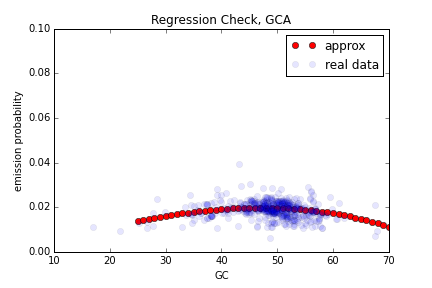 Regression Check, GCA
0.10
approx
real data
0.08
0.06
emission probability
0.04
0.02
0.00
10 20 30 40 50 60 70
GC